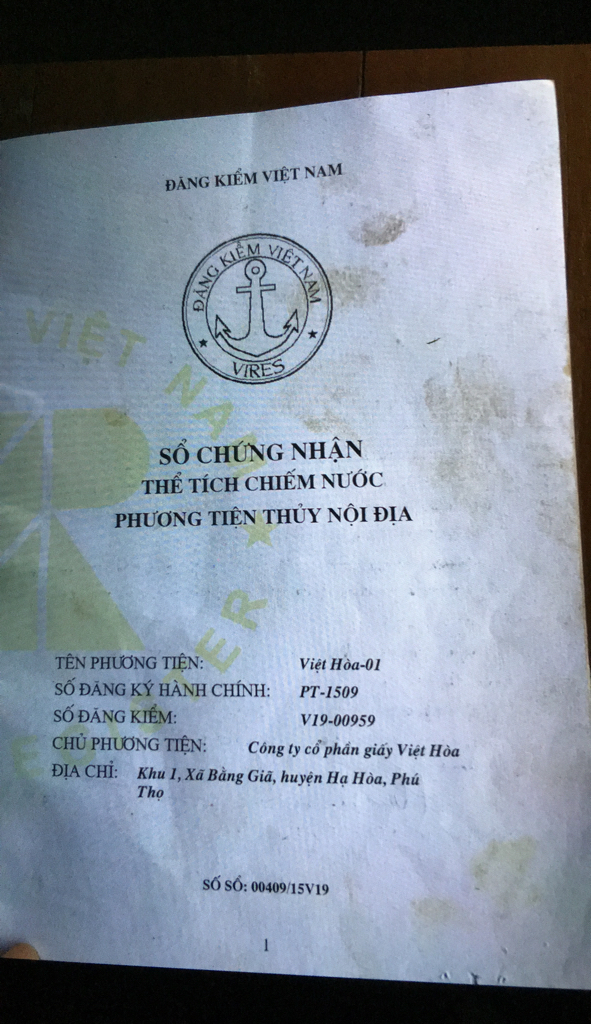 ĐĂNG KIỂM VIỆT NAM
ĐĂNG KIỂM VIỆT NAM
VIRES
VIỆT NAM
REGISTER
SỔ CHỨNG NHẬN
THỂ TÍCH CHIẾM NƯỚC
PHƯƠNG TIỆN THỦY NỘI ĐỊA
TÊN PHƯƠNG TIỆN: Việt Hòa-01
SỐ ĐĂNG KÝ HÀNH CHÍNH: PT-1509
SỐ ĐĂNG KIỂM: V19-00959
CHỦ PHƯƠNG TIỆN: Công ty cổ phần giấy Việt Hòa
ĐỊA CHỈ: Khu 1, Xã Bằng Giã, huyện Hạ Hòa, Phú
Thọ
SỐ SỔ: 00409/15V19
1